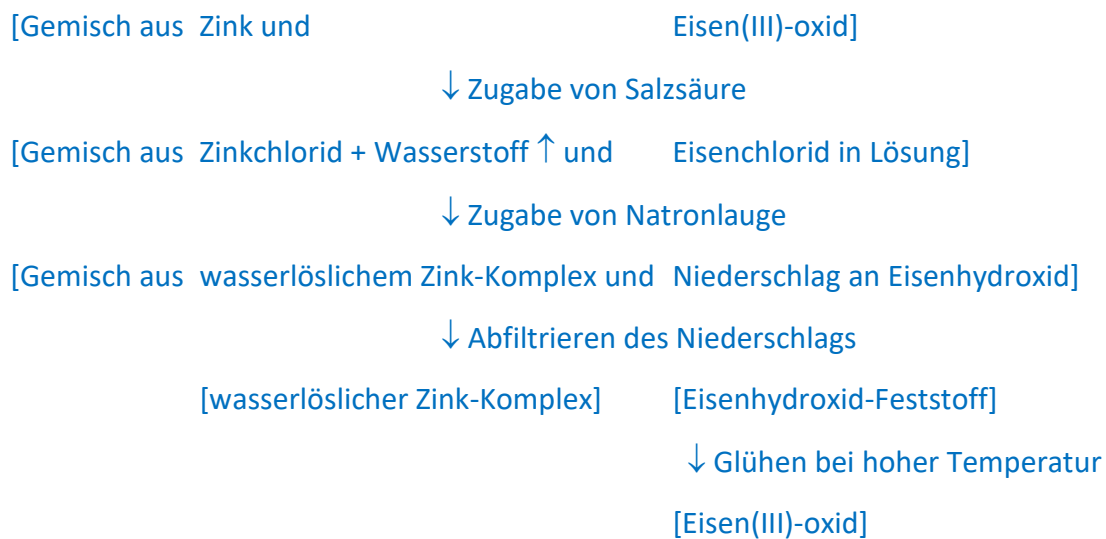 [Gemisch aus Zink und Eisen(III)-oxid]
↓ Zugabe von Salzsäure
[Gemisch aus Zinkchlorid + Wasserstoff ↑ und Eisenchlorid in Lösung]
↓ Zugabe von Natronlauge
[Gemisch aus wasserlöslichem Zink-Komplex und Niederschlag an Eisenhydroxid]
↓ Abfiltrieren des Niederschlags
[wasserlöslicher Zink-Komplex] [Eisenhydroxid-Feststoff]
↓ Glühen bei hoher Temperatur
[Eisen(III)-oxid]